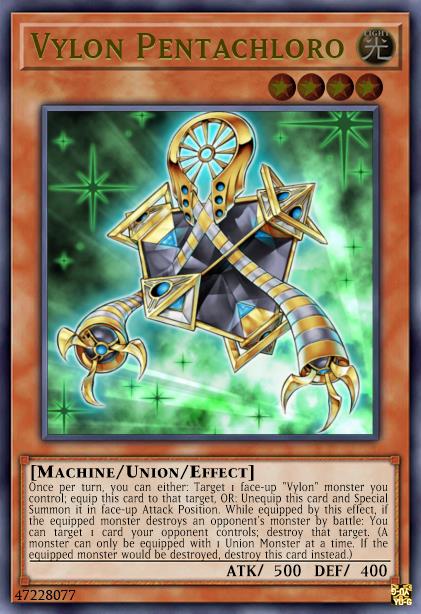 Vylon Pentachloro
LIGHT
光
[Machine/Union/Effect]
Once per turn, you can either: Target 1 face-up "Vylon" monster you
control; equip this card to that target, OR: Unequip this card and Special
Summon it in face-up Attack Position. While equipped by this effect, if
the equipped monster destroys an opponent's monster by battle: You
can target 1 card your opponent controls; destroy that target. (A
monster can only be equipped with 1 Union Monster at a time. If the
equipped monster would be destroyed, destroy this card instead.)
ATK/ 500 DEF/ 400
47228077